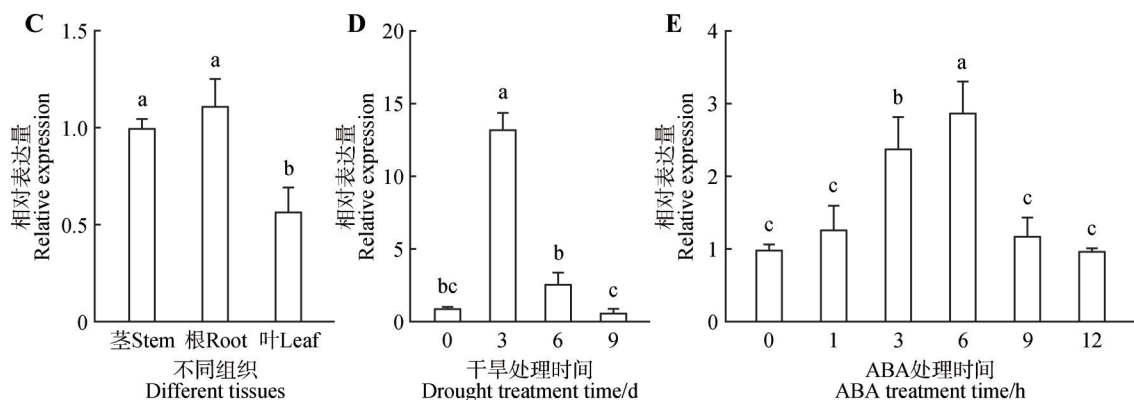 C
1.5
1.0
0.5
0
相对表达量
Relative expression
a
a
b
茎Stem 根Root 叶Leaf
不同组织
Different tissues
D
20
15
10
5
0
相对表达量
Relative expression
bc
a
b
c
0 3 6 9
干旱处理时间
Drought treatment time/d
E
4
3
2
1
0
相对表达量
Relative expression
c
c
b
a
c
c
0 1 3 6 9 12
ABA处理时间
ABA treatment time/h